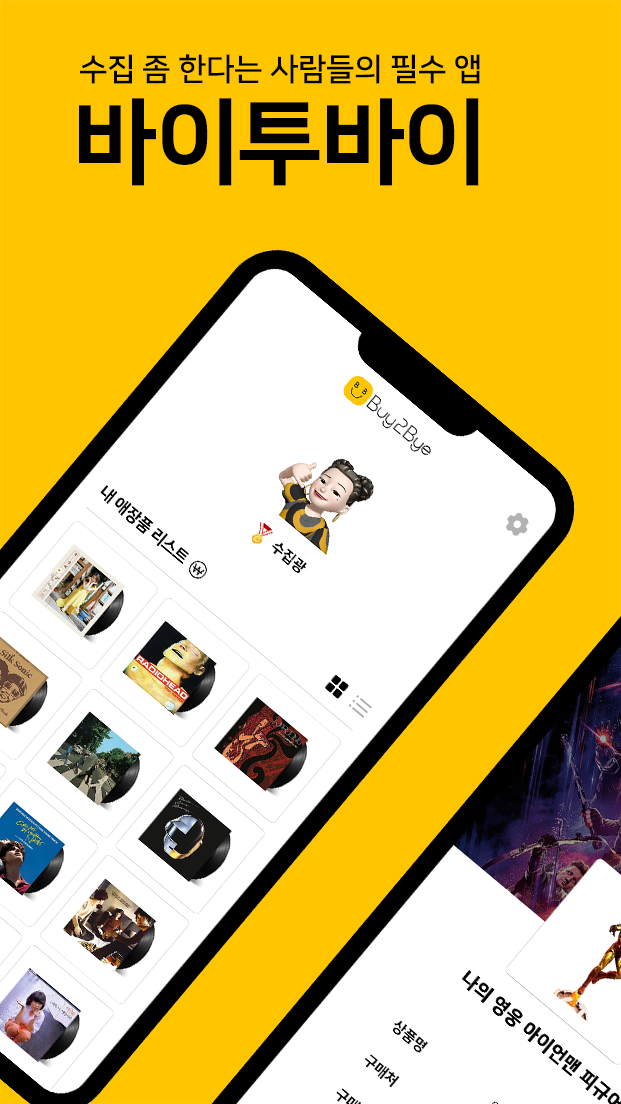 수집 좀 한다는 사람들의 필수 앱
바이투바이
Buy2Bye
수집광
내 애장품 리스트
RADIOHEAD
Silk Sonic
나의 영웅 아이언맨 피규어
상품명
구매처